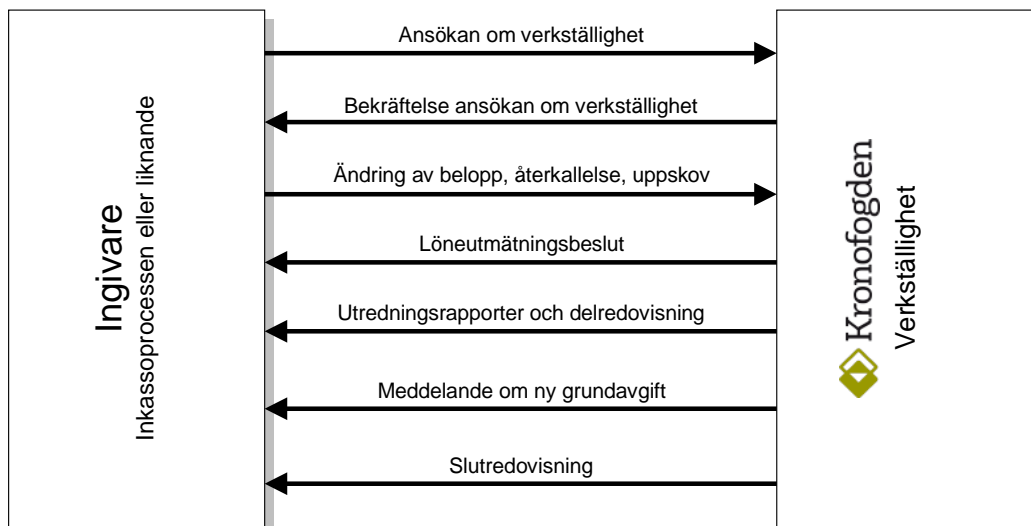 Ingivare
Inkassoprocessen eller liknande
Ansökan om verkställighet
Bekräftelse ansökan om verkställighet
Ändring av belopp, återkallelse, uppskov
Löneutmätningsbeslut
Utredningsrapporter och delredovisning
Meddelande om ny grundavgift
Slutredovisning
Kronofogden
Verkställighet